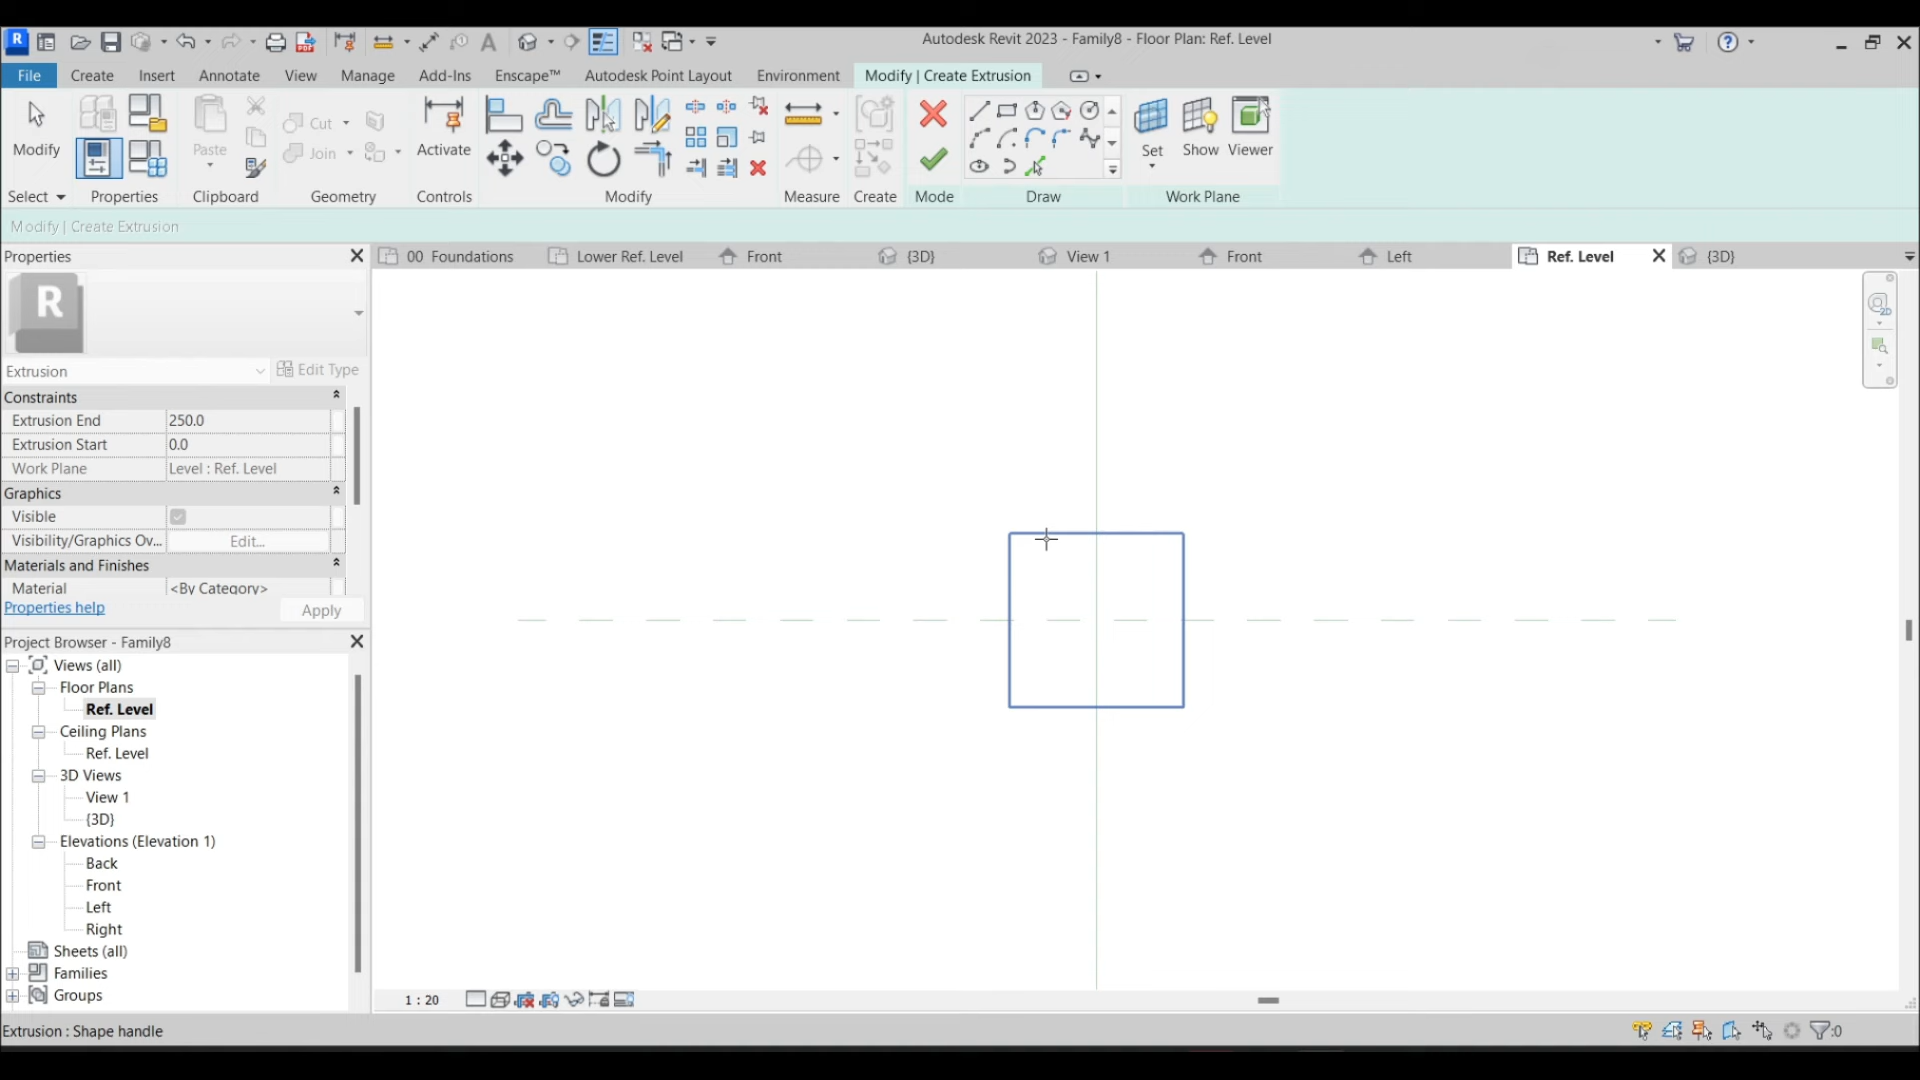 Autodesk Revit 2023 - Family8 - Floor Plan: Ref. Level
File Create Insert Annotate View Manage Add-Ins Enscape™ Autodesk Point Layout Environment Modify | Create Extrusion
Modify Paste Cut Join Activate Set Show Viewer
Select Properties Clipboard Geometry Controls Modify Measure Create Mode Draw Work Plane
Modify | Create Extrusion
Properties
00 Foundations Lower Ref. Level Front {3D} View 1 Front Left Ref. Level {3D}
R
Extrusion Edit Type
Constraints
Extrusion End 250.0
Extrusion Start 0.0
Work Plane Level : Ref. Level
Graphics
Visible
Visibility/Graphics Ov... Edit...
Materials and Finishes
Material <By Category>
Properties help Apply
Project Browser - Family8
Views (all)
Floor Plans
Ref. Level
Ceiling Plans
Ref. Level
3D Views
View 1
{3D}
Elevations (Elevation 1)
Back
Front
Left
Right
Sheets (all)
Families
Groups
1 : 20
Extrusion : Shape handle
:0